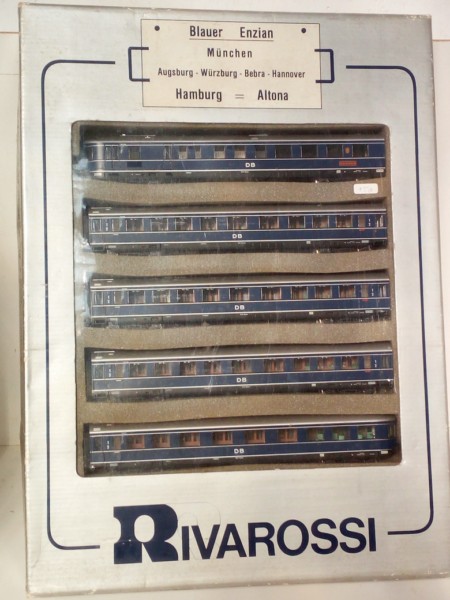 Blauer Enzian
München
Augsburg - Würzburg - Bebra - Hannover
Hamburg = Altona
DB
DB
DB
DB
DB
RIVAROSSI